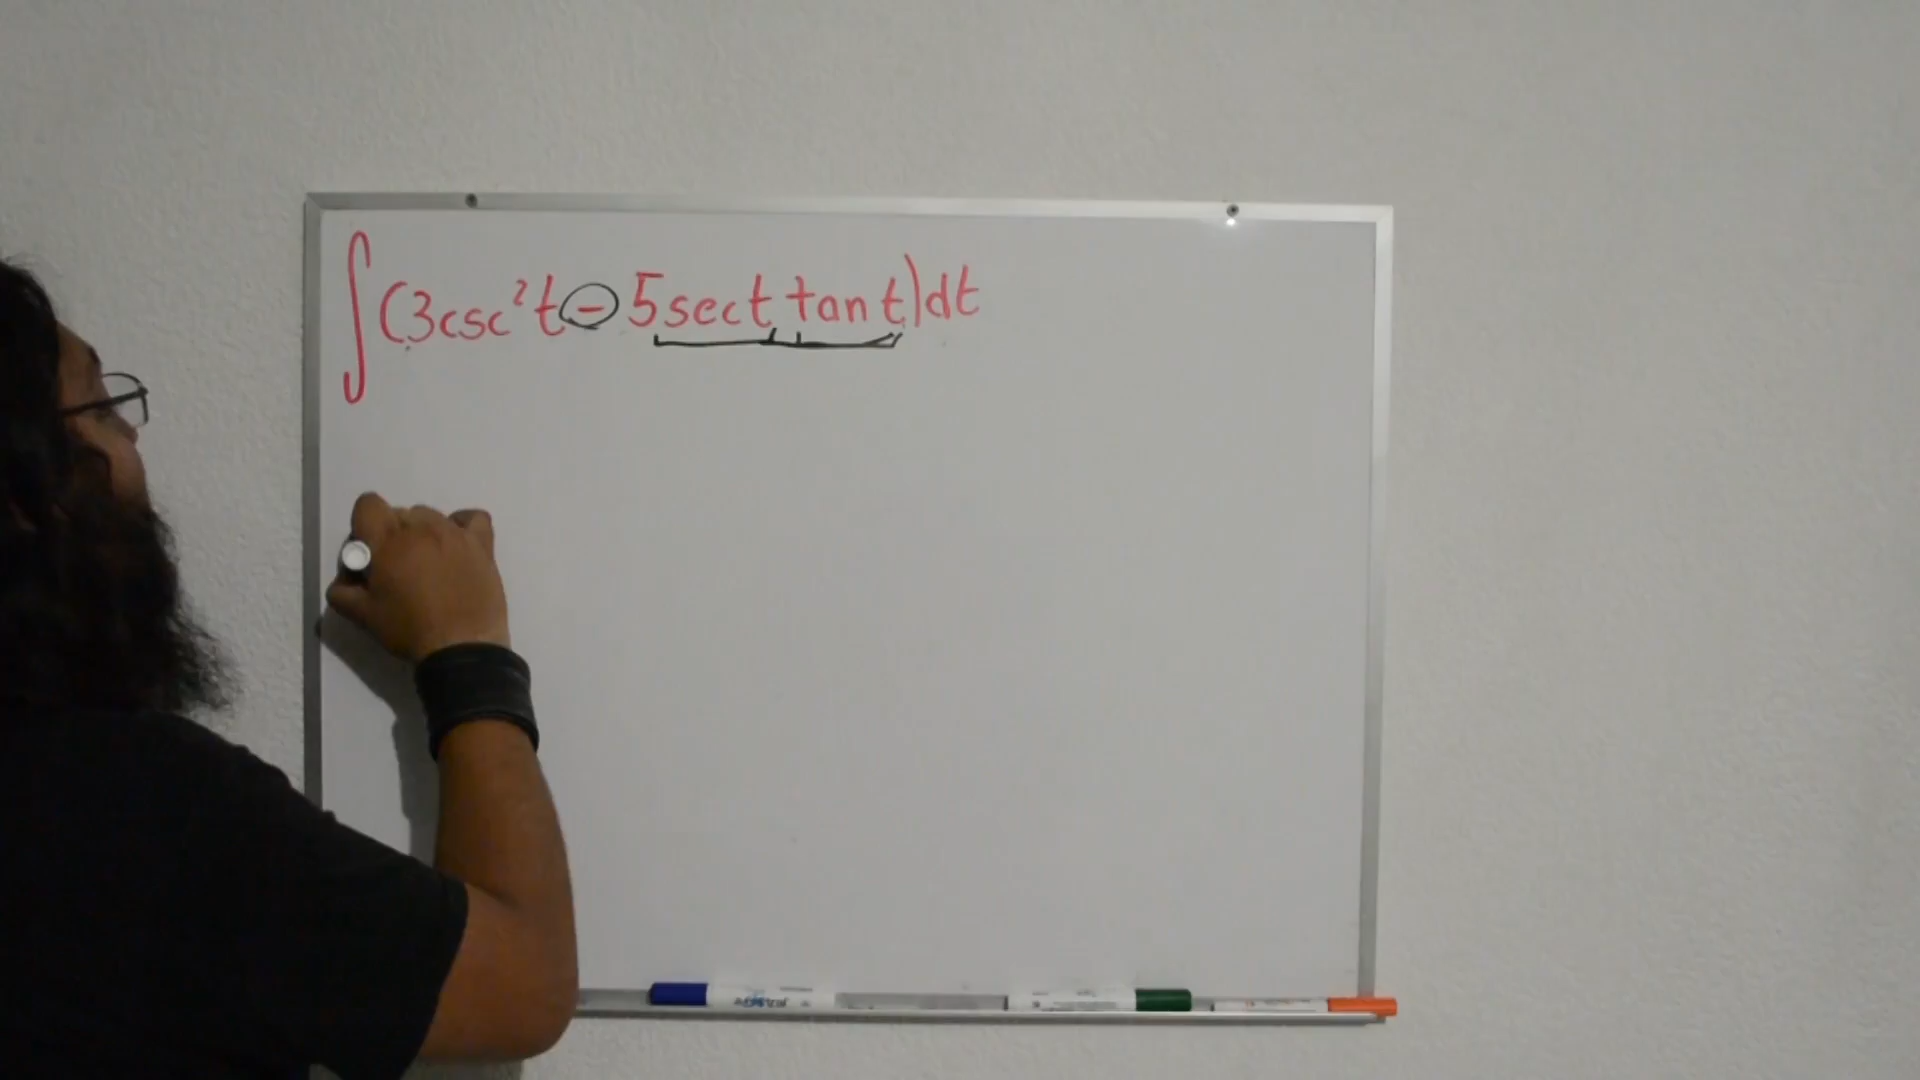 ∫(3csc²t - 5sect tant)dt